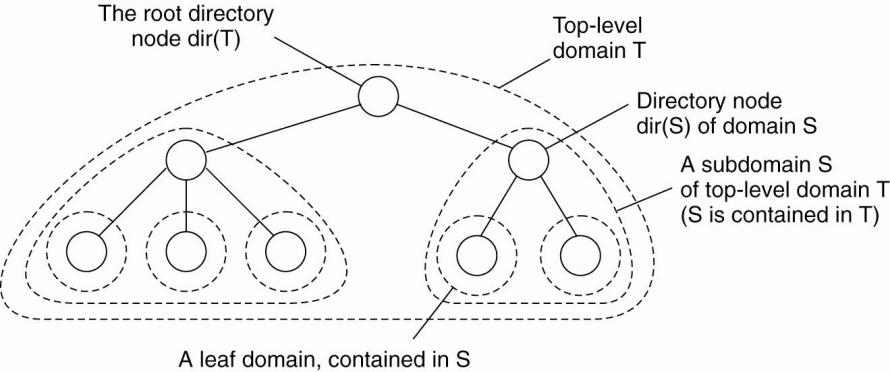 The root directory
node dir(T)
Top-level
domain T
Directory node
dir(S) of domain S
A subdomain S
of top-level domain T
(S is contained in T)
A leaf domain, contained in S